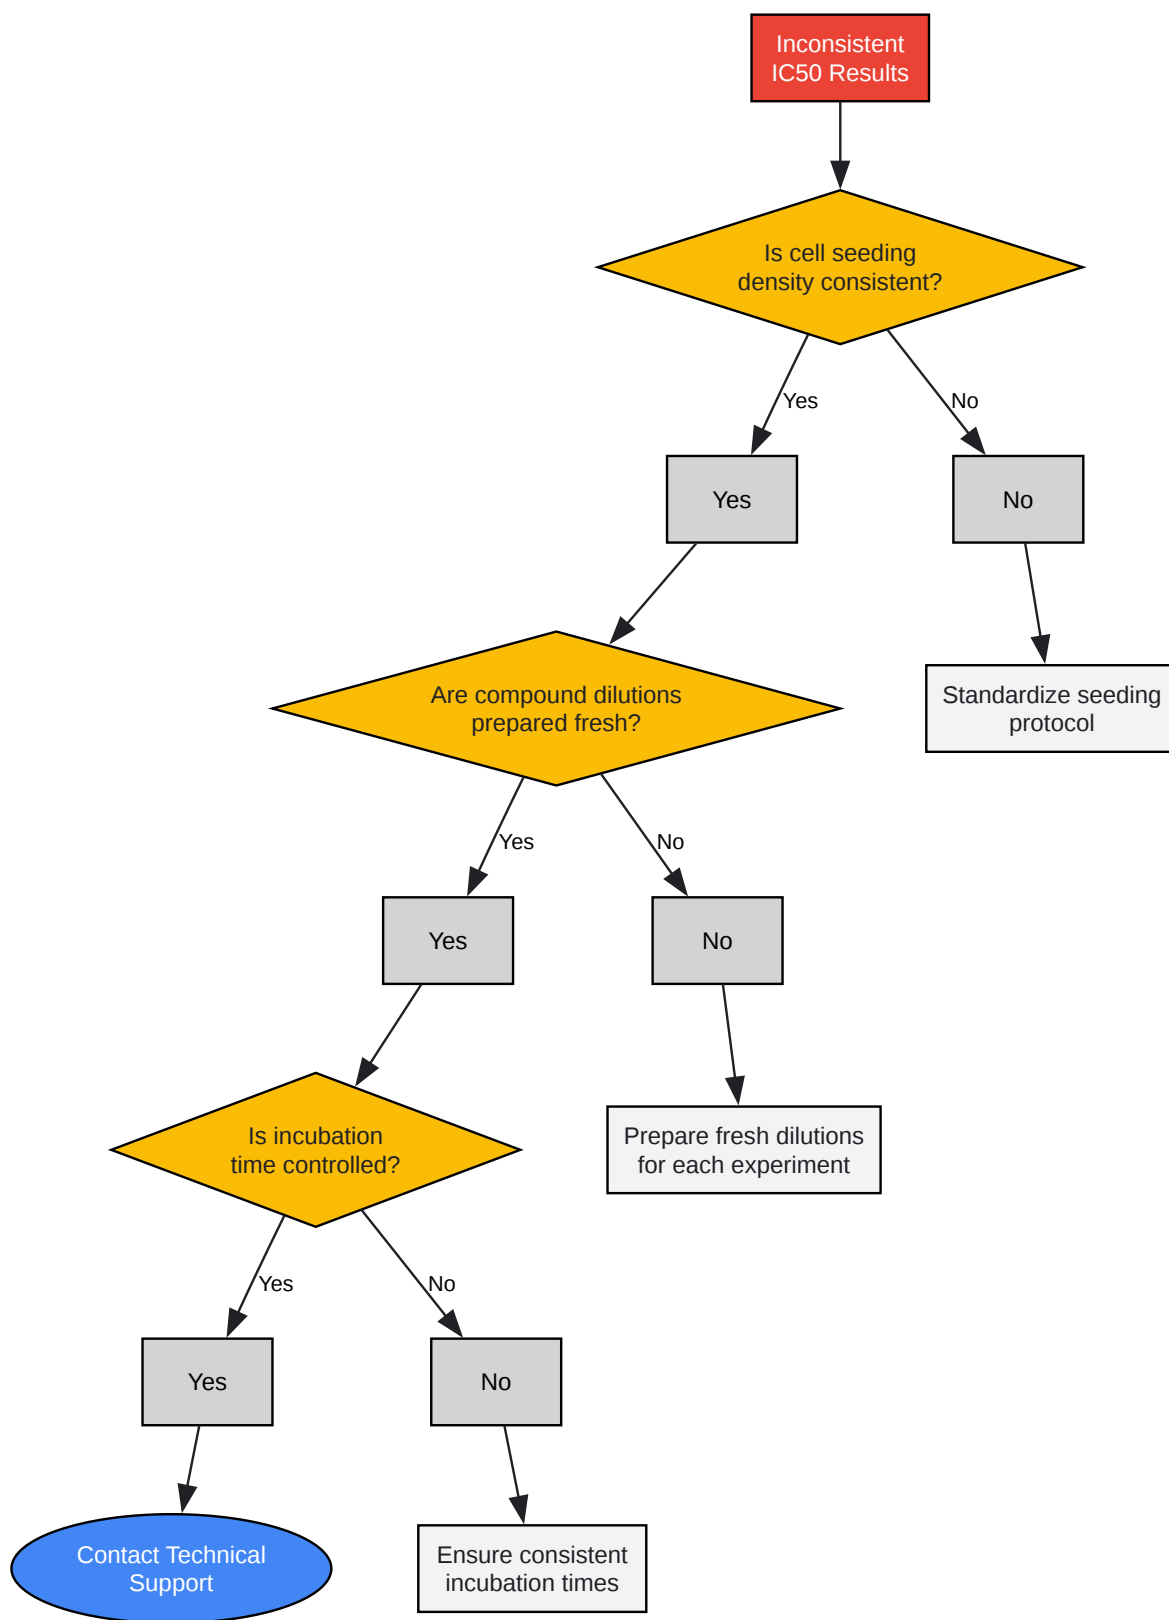 Inconsistent
IC50 Results
Is cell seeding
density consistent?
Yes
No
Yes
No
Standardize seeding
protocol
Are compound dilutions
prepared fresh?
Yes
No
Yes
No
Prepare fresh dilutions
for each experiment
Is incubation
time controlled?
Yes
No
Yes
No
Contact Technical
Support
Ensure consistent
incubation times